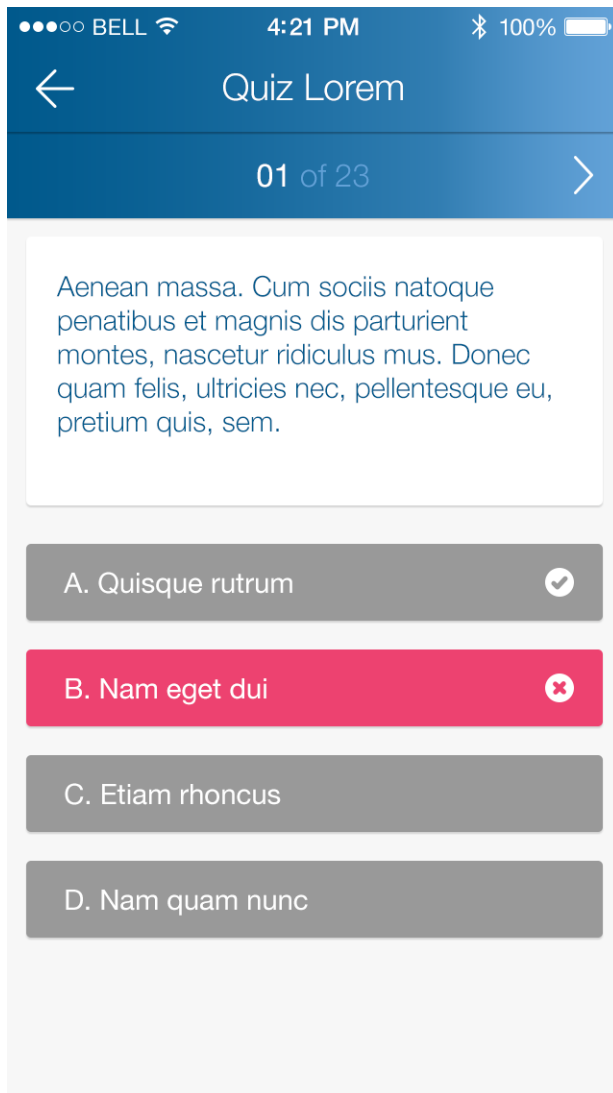 BELL 4:21 PM 100%
Quiz Lorem
01 of 23
Aenean massa. Cum sociis natoque
penatibus et magnis dis parturient
montes, nascetur ridiculus mus. Donec
quam felis, ultricies nec, pellentesque eu,
pretium quis, sem.
A. Quisque rutrum
B. Nam eget dui
C. Etiam rhoncus
D. Nam quam nunc